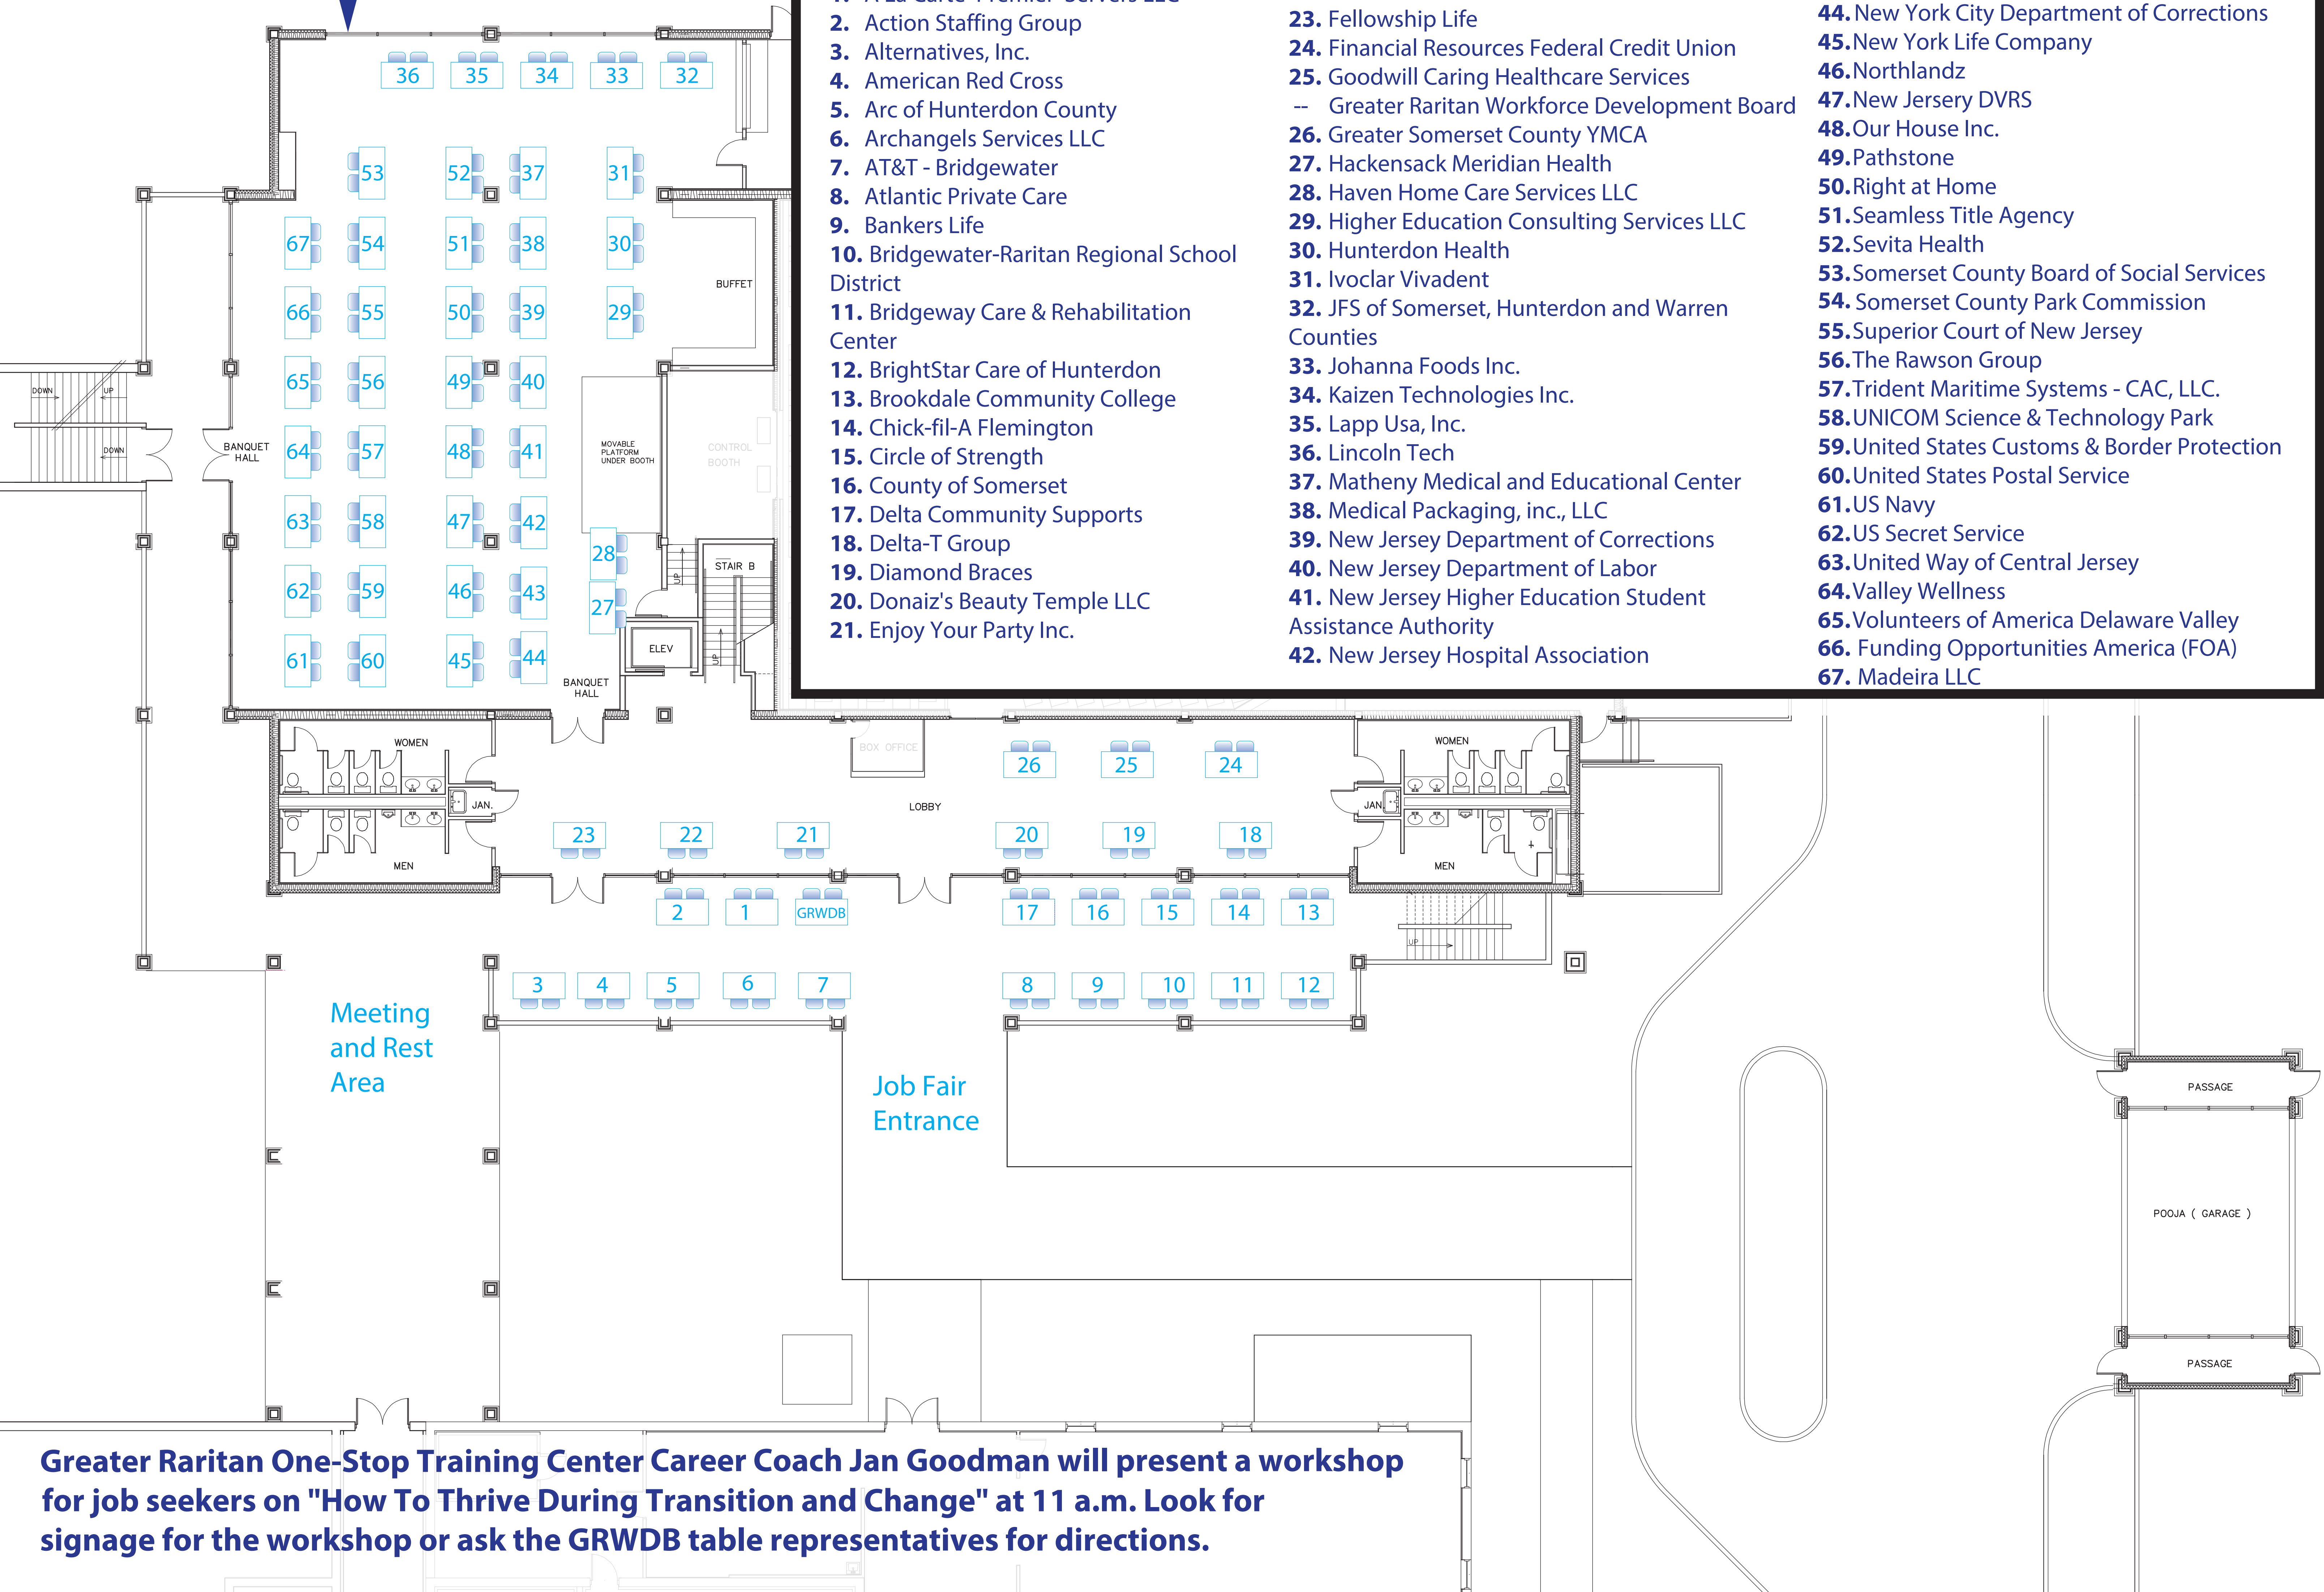 2. Action Staffing Group
3. Alternatives, Inc.
4. American Red Cross
5. Arc of Hunterdon County
6. Archangels Services LLC
7. AT&T - Bridgewater
8. Atlantic Private Care
9. Bankers Life
10. Bridgewater-Raritan Regional School
District
11. Bridgeway Care & Rehabilitation
Center
12. BrightStar Care of Hunterdon
13. Brookdale Community College
14. Chick-fil-A Flemington
15. Circle of Strength
16. County of Somerset
17. Delta Community Supports
18. Delta-T Group
19. Diamond Braces
20. Donaiz's Beauty Temple LLC
21. Enjoy Your Party Inc.
23. Fellowship Life
24. Financial Resources Federal Credit Union
25. Goodwill Caring Healthcare Services
-- Greater Raritan Workforce Development Board
26. Greater Somerset County YMCA
27. Hackensack Meridian Health
28. Haven Home Care Services LLC
29. Higher Education Consulting Services LLC
30. Hunterdon Health
31. Ivoclar Vivadent
32. JFS of Somerset, Hunterdon and Warren
Counties
33. Johanna Foods Inc.
34. Kaizen Technologies Inc.
35. Lapp Usa, Inc.
36. Lincoln Tech
37. Matheny Medical and Educational Center
38. Medical Packaging, inc., LLC
39. New Jersey Department of Corrections
40. New Jersey Department of Labor
41. New Jersey Higher Education Student
Assistance Authority
42. New Jersey Hospital Association
44. New York City Department of Corrections
45. New York Life Company
46. Northlandz
47. New Jersery DVRS
48. Our House Inc.
49. Pathstone
50. Right at Home
51. Seamless Title Agency
52. Sevita Health
53. Somerset County Board of Social Services
54. Somerset County Park Commission
55. Superior Court of New Jersey
56. The Rawson Group
57. Trident Maritime Systems - CAC, LLC.
58. UNICOM Science & Technology Park
59. United States Customs & Border Protection
60. United States Postal Service
61. US Navy
62. US Secret Service
63. United Way of Central Jersey
64. Valley Wellness
65. Volunteers of America Delaware Valley
66. Funding Opportunities America (FOA)
67. Madeira LLC
36 35 34 33 32
53 52 37 31
67 54 51 38 30
BUFFET
66 55 50 39 29
65 56 49 40
DOWN UP
DOWN
BANQUET
HALL
64 57 48 41
MOVABLE
PLATFORM
UNDER BOOTH
CONTROL
BOOTH
63 58 47 42
28
STAIR B
UP
62 59 46 43
27
ELEV
UP
61 60 45 44
BANQUET
HALL
WOMEN
BOX OFFICE
WOMEN
26 25 24
JAN.
LOBBY
JAN.
23 22 21 20 19 18
MEN
MEN
2 1 GRWDB 17 16 15 14 13
UP
3 4 5 6 7 8 9 10 11 12
Meeting
and Rest
Area
Job Fair
Entrance
PASSAGE
POOJA ( GARAGE )
PASSAGE
Greater Raritan One-Stop Training Center Career Coach Jan Goodman will present a workshop
for job seekers on "How To Thrive During Transition and Change" at 11 a.m. Look for
signage for the workshop or ask the GRWDB table representatives for directions.